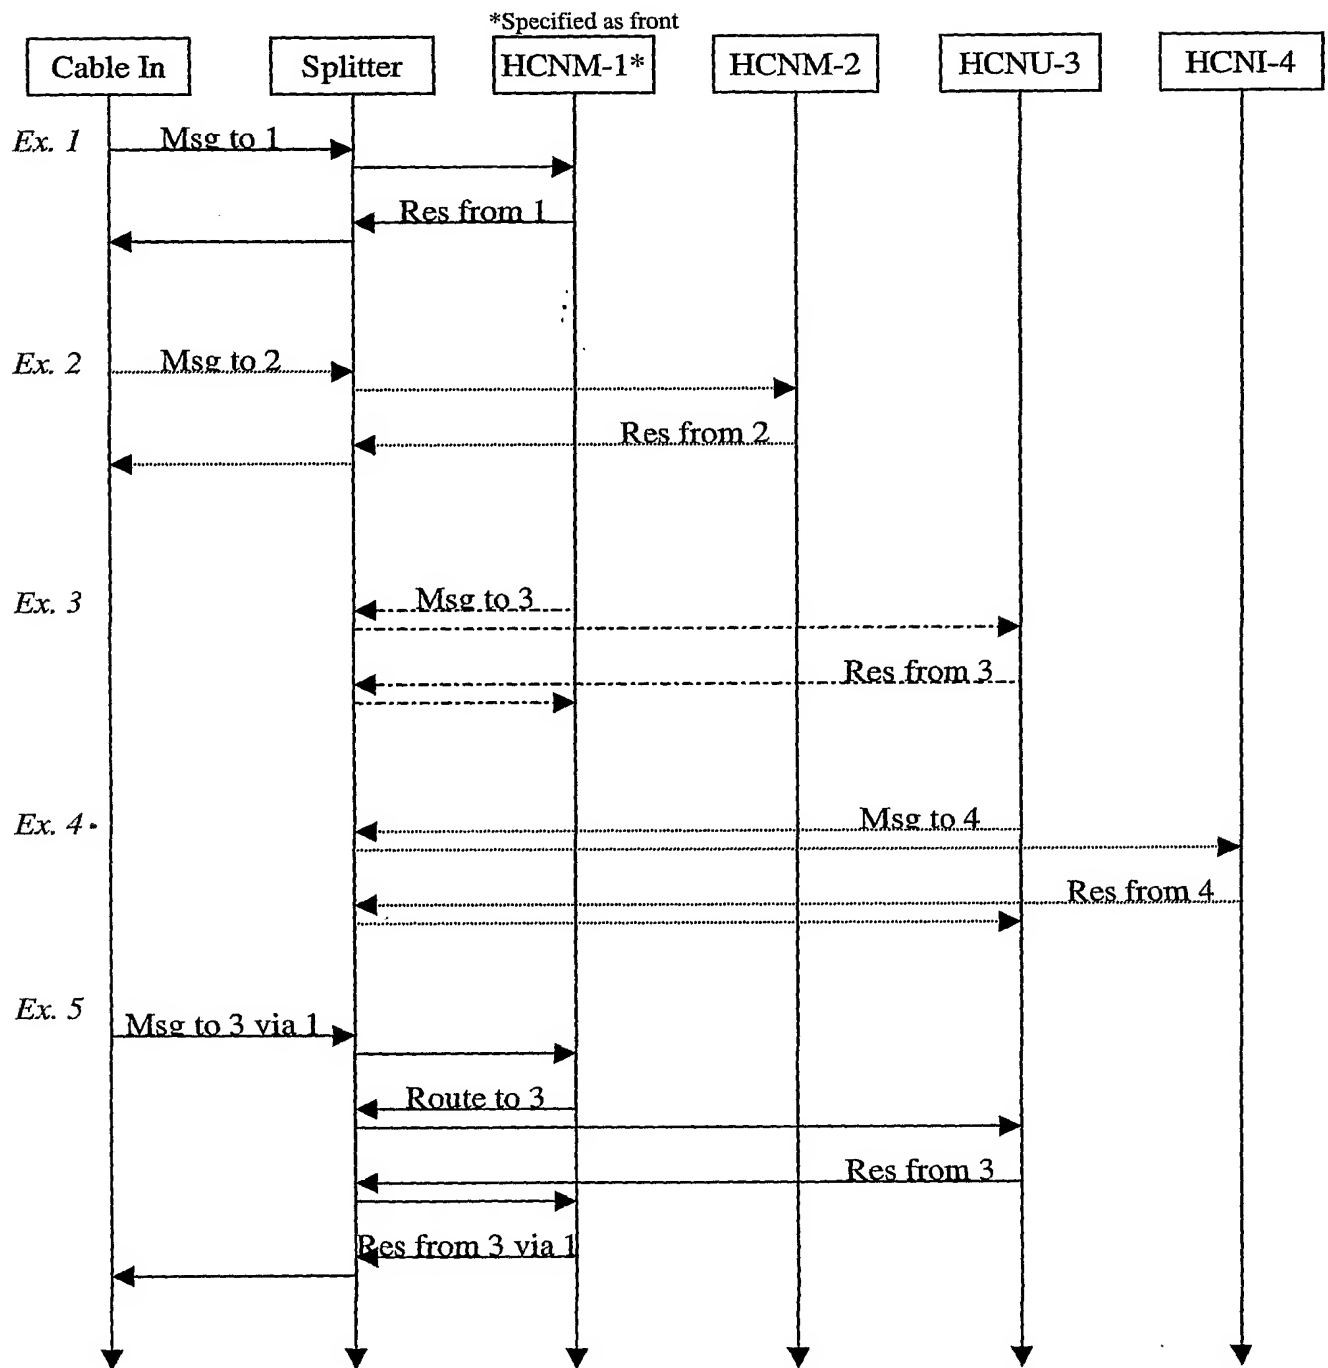 *Specified as front
Cable In
Splitter
HCNM-1*
HCNM-2
HCNU-3
HCNI-4
Ex. 1
Msg to 1
Res from 1
Ex. 2
Msg to 2
Res from 2
Ex. 3
Msg to 3
Res from 3
Ex. 4
Msg to 4
Res from 4
Ex. 5
Msg to 3 via 1
Route to 3
Res from 3
Res from 3 via 1